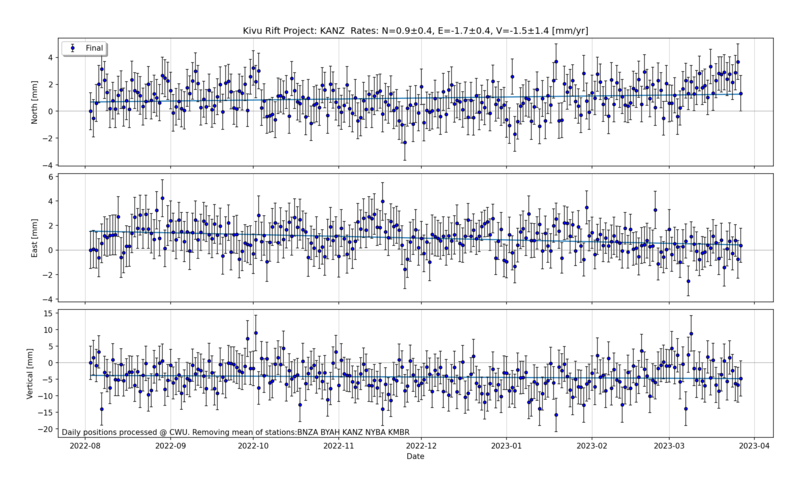 Kivu Rift Project: KANZ  Rates: N=0.9±0.4, E=-1.7±0.4, V=-1.5±1.4 [mm/yr]
Final
North [mm]
4
2
0
−2
−4
East [mm]
6
4
2
0
−2
−4
Vertical [mm]
15
10
5
0
−5
−10
−15
−20
Daily positions processed @ CWU. Removing mean of stations:BNZA BYAH KANZ NYBA KMBR
2022-08 2022-09 2022-10 2022-11 2022-12 2023-01 2023-02 2023-03 2023-04
Date